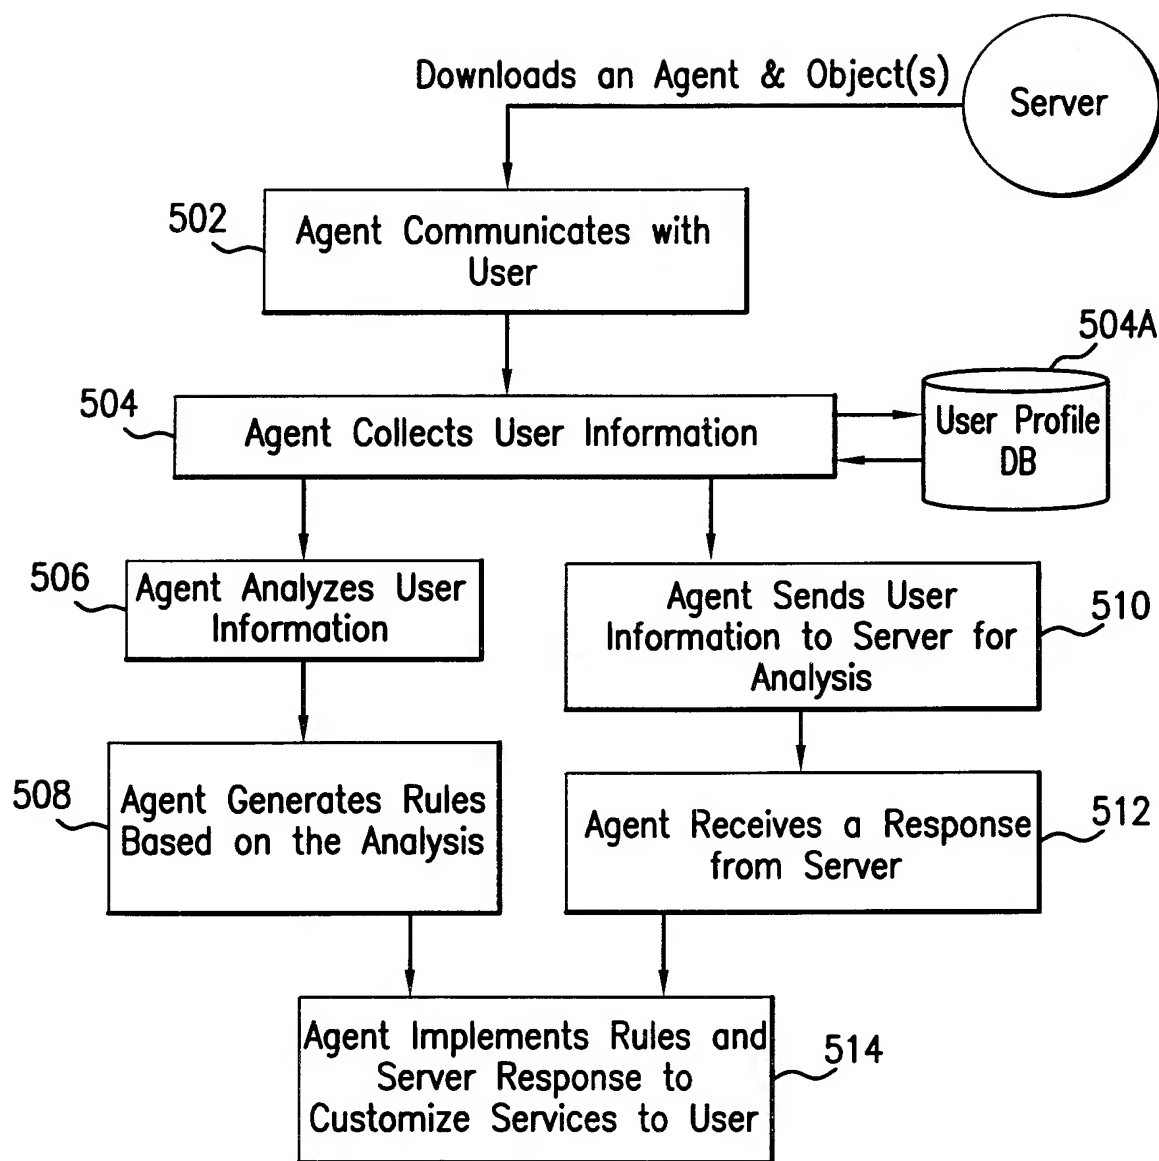 Downloads an Agent & Object(s)
Server
502
Agent Communicates with
User
504A
504
Agent Collects User Information
User Profile
DB
506
Agent Analyzes User
Information
Agent Sends User
Information to Server for
Analysis
510
508
Agent Generates Rules
Based on the Analysis
Agent Receives a Response
from Server
512
Agent Implements Rules and
Server Response to
Customize Services to User
514